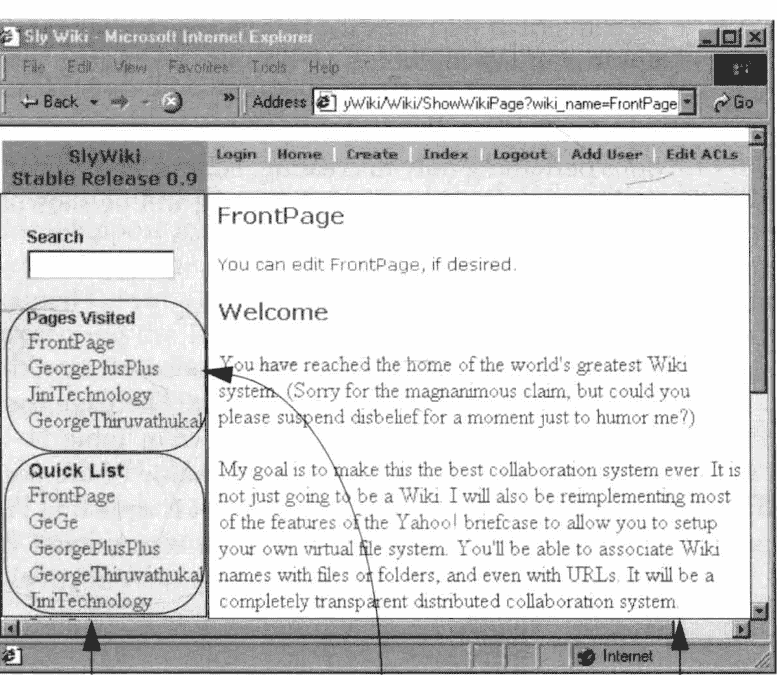 Sly Wiki - Microsoft Internet Explorer
File Edit View Favorites Tools Help
Back » Address yWiki/Wiki/ShowWikiPage?wiki_name=FrontPage Go
SlyWiki
Stable Release 0.9
Login | Home | Create | Index | Logout | Add User | Edit ACLs
Search
Pages Visited
FrontPage
GeorgePlusPlus
JiniTechnology
GeorgeThiruvathukal
Quick List
FrontPage
GeGe
GeorgePlusPlus
GeorgeThiruvathukal
JiniTechnology
FrontPage
You can edit FrontPage, if desired.
Welcome
You have reached the home of the world's greatest Wiki
system. (Sorry for the magnanimous claim, but could you
please suspend disbelief for a moment just to humor me?)
My goal is to make this the best collaboration system ever. It is
not just going to be a Wiki. I will also be reimplementing most
of the features of the Yahoo! briefcase to allow you to setup
your own virtual file system. You'll be able to associate Wiki
names with files or folders, and even with URLs. It will be a
completely transparent distributed collaboration system.
Internet